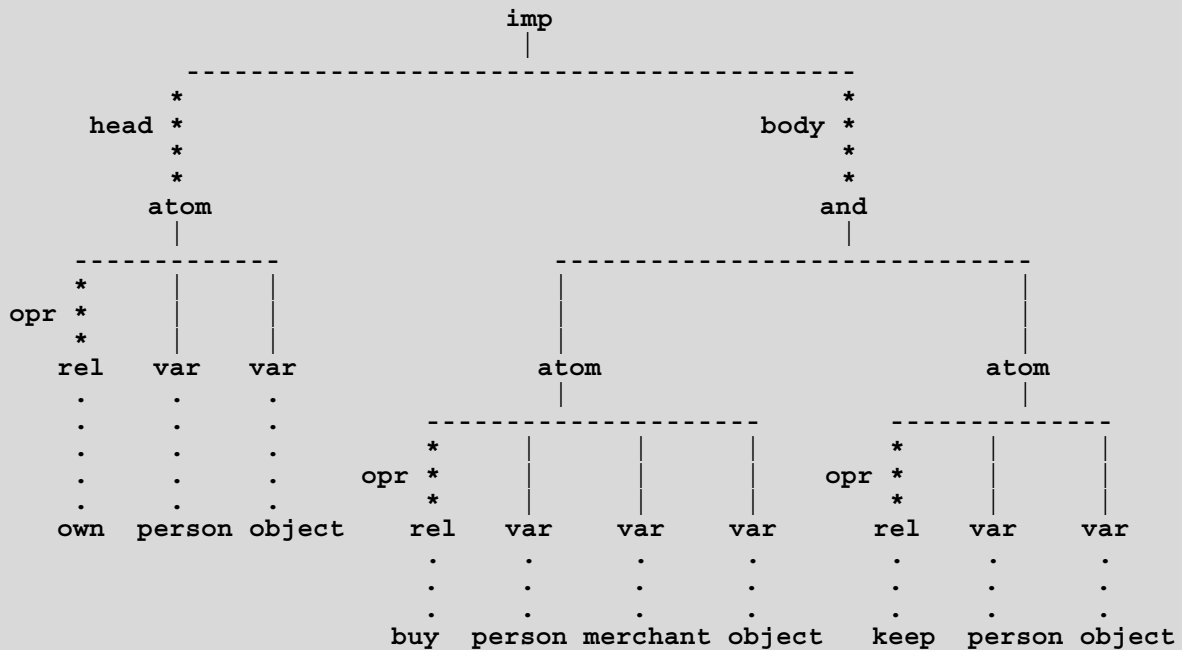 imp
head body
atom and
opr
rel var var atom atom
opr opr
own person object rel var var var rel var var
buy person merchant object keep person object